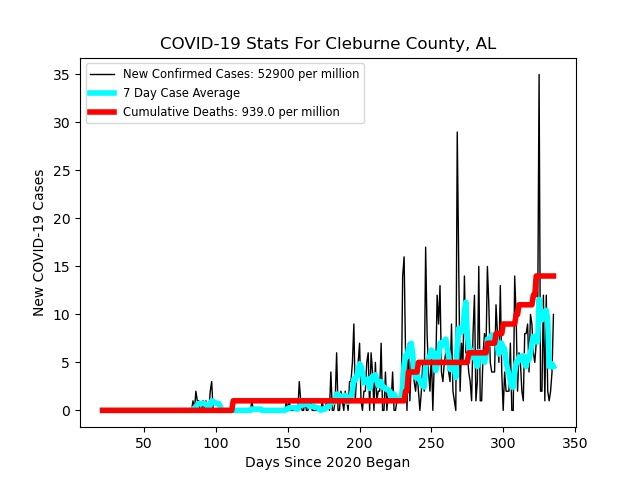 COVID-19 Stats For Cleburne County, AL
New Confirmed Cases: 52900 per million
7 Day Case Average
Cumulative Deaths: 939.0 per million
New COVID-19 Cases
35
30
25
20
15
10
5
0
50 100 150 200 250 300 350
Days Since 2020 Began